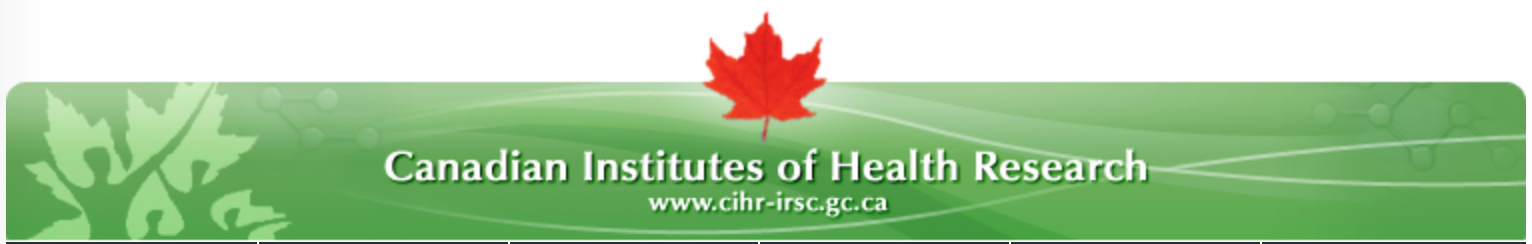 Canadian Institutes of Health Research
www.cihr-irsc.gc.ca